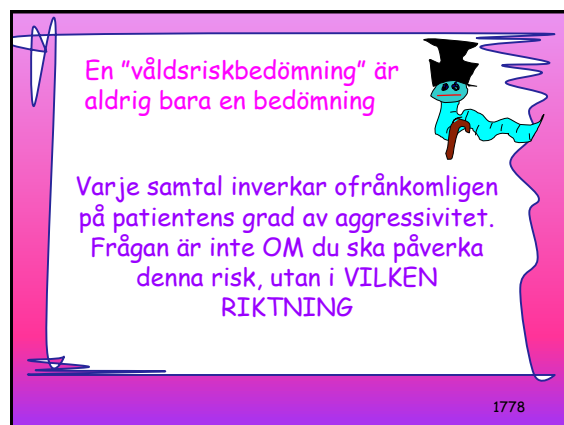 En ”våldsriskbedömning” är
aldrig bara en bedömning
Varje samtal inverkar ofrånkomligen
på patientens grad av aggressivitet.
Frågan är inte OM du ska påverka
denna risk, utan i VILKEN
RIKTNING
1778